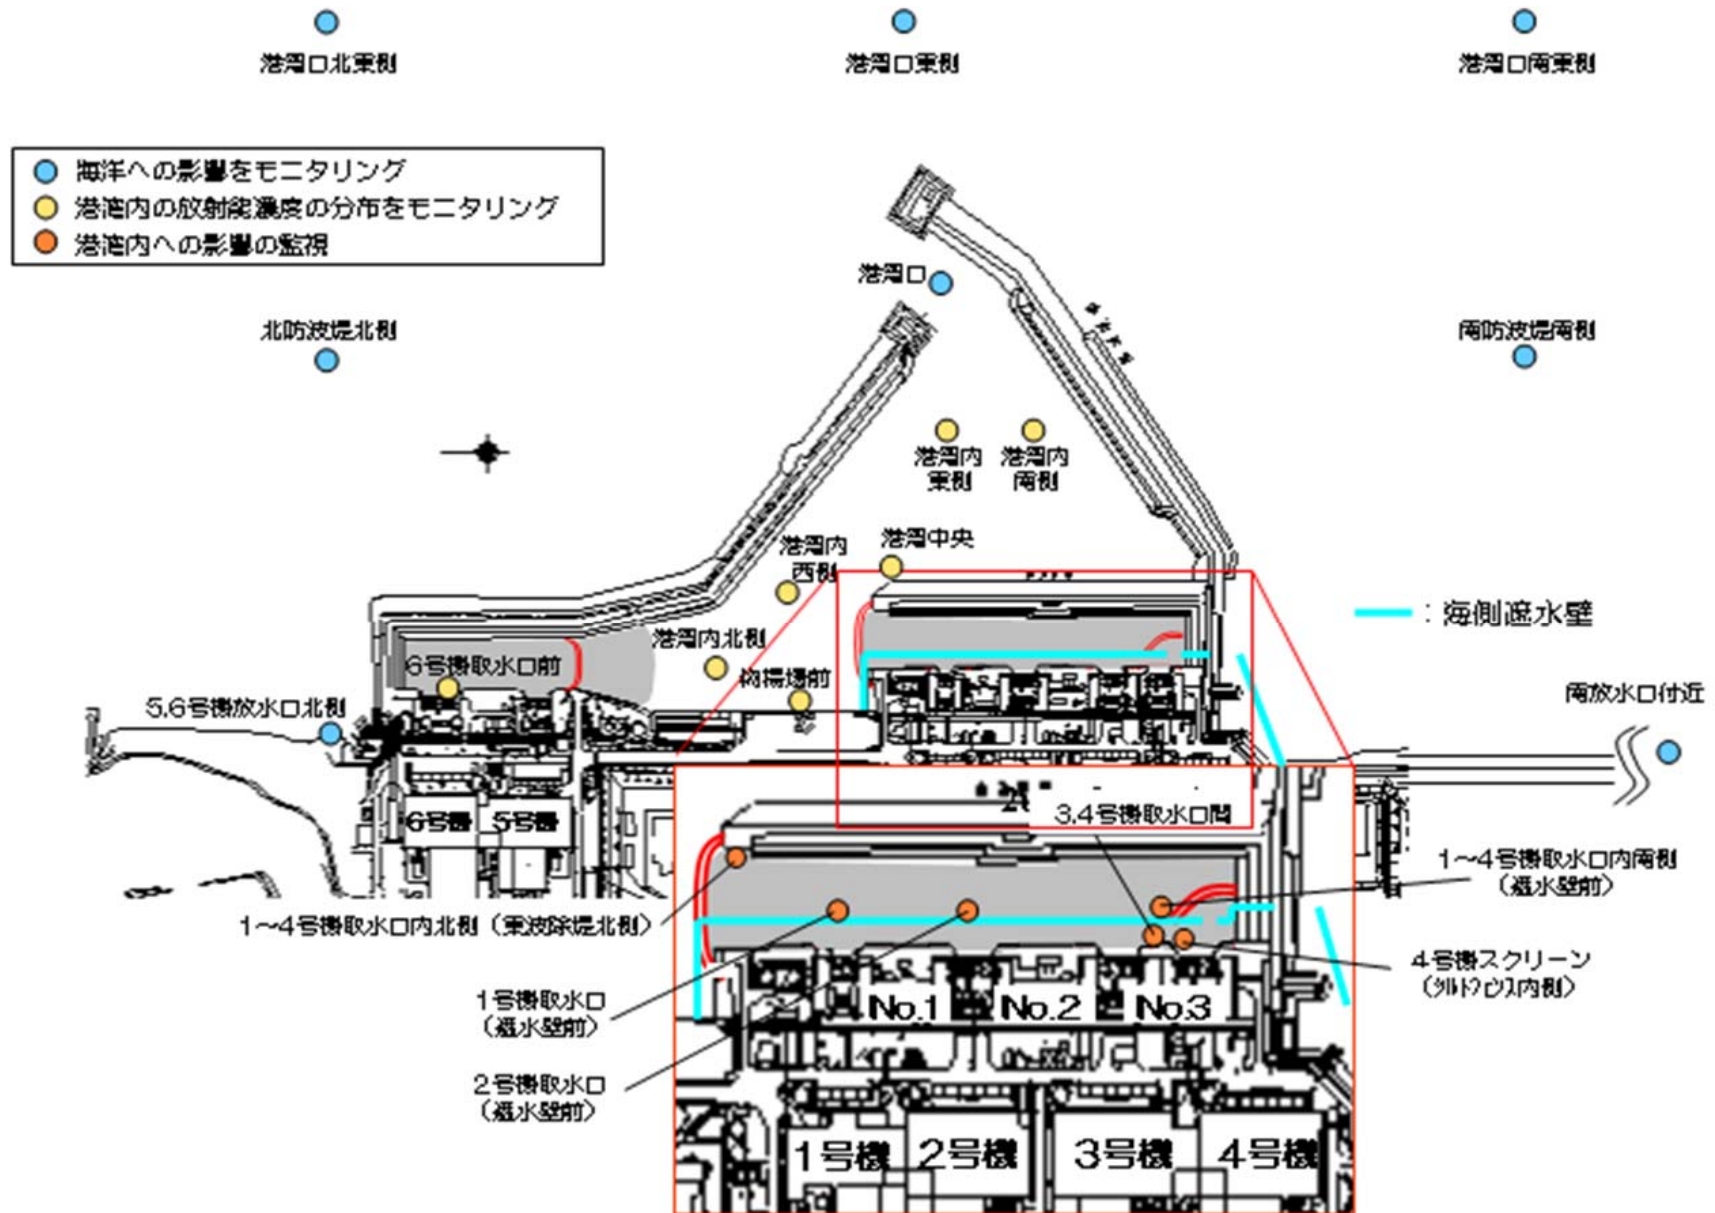 港湾口北東側
港湾口東側
港湾口南東側
海洋への影響をモニタリング
港湾内の放射能濃度の分布をモニタリング
港湾内への影響の監視
港湾口
北防波堤北側
南防波堤南側
港湾内
東側
港湾内
南側
港湾中央
港湾内
西側
:海側遮水壁
港湾内北側
6号機取水口前
物揚場前
5,6号機放水口北側
南放水口付近
6号機
5号機
3,4号機取水口間
1〜4号機取水口内南側
(遮水壁前)
1〜4号機取水口内北側(東波除堤北側)
4号機スクリーン
(シルトフェンス内側)
1号機取水口
(遮水壁前)
No.1
No.2
No.3
2号機取水口
(遮水壁前)
1号機
2号機
3号機
4号機